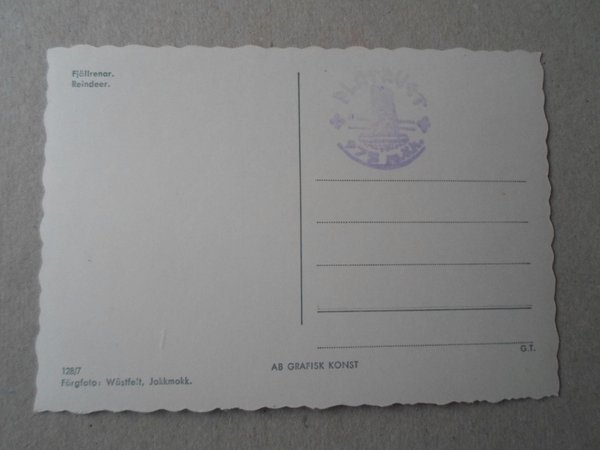 Fjällrenar.
Reindeer.
128/7
Färgfoto: Wästfelt, Jokkmokk.
AB GRAFISK KONST
G.T.